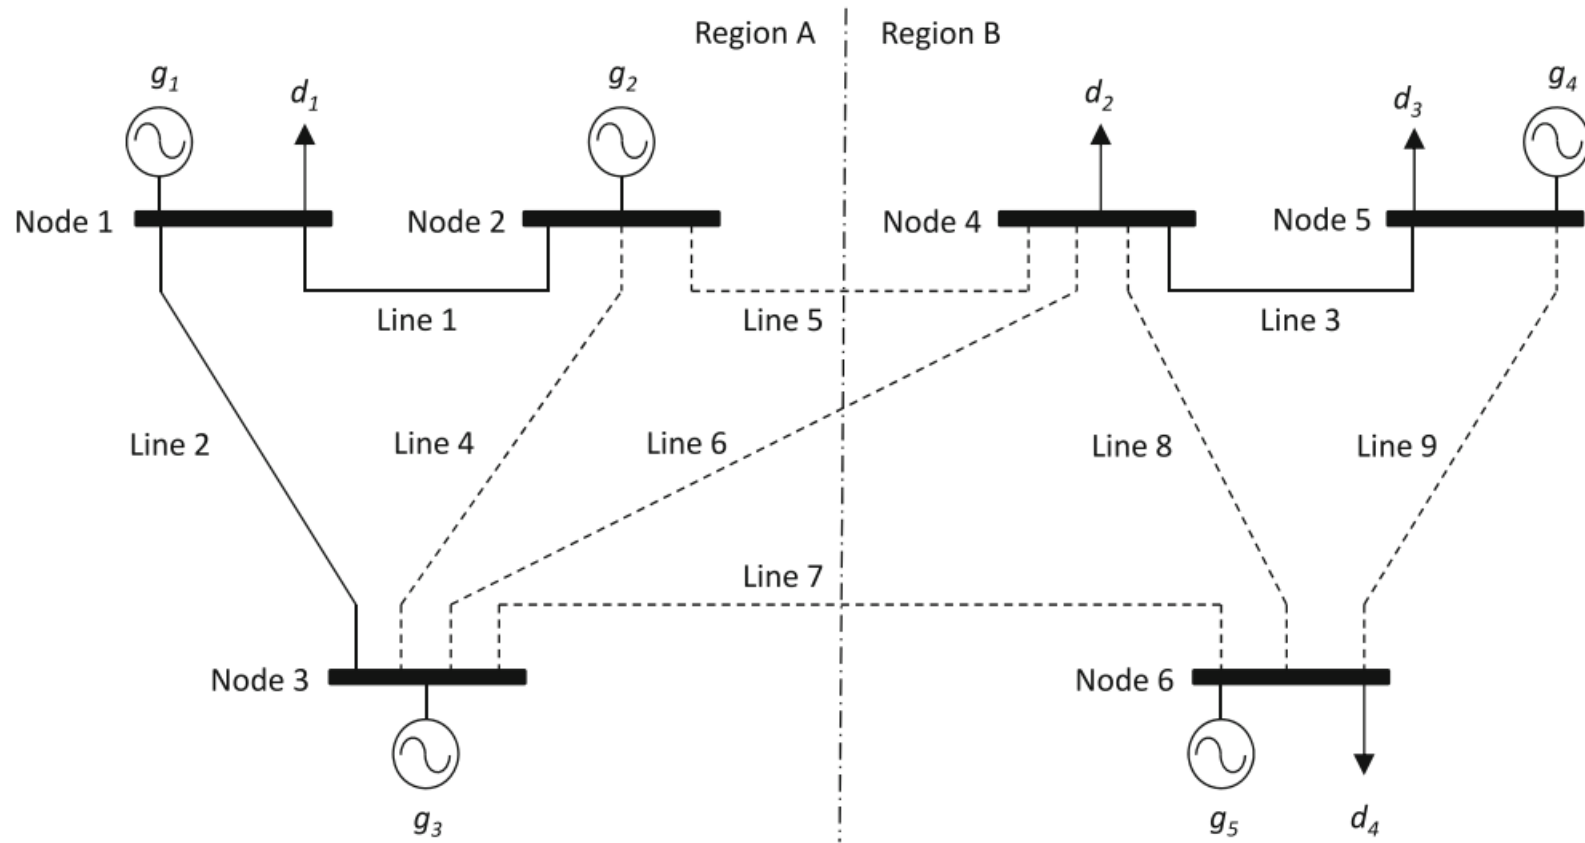 Region A
Region B
g1
d1
g2
d2
d3
g4
Node 1
Node 2
Node 4
Node 5
Line 1
Line 5
Line 3
Line 2
Line 4
Line 6
Line 8
Line 9
Line 7
Node 3
Node 6
g3
g5
d4